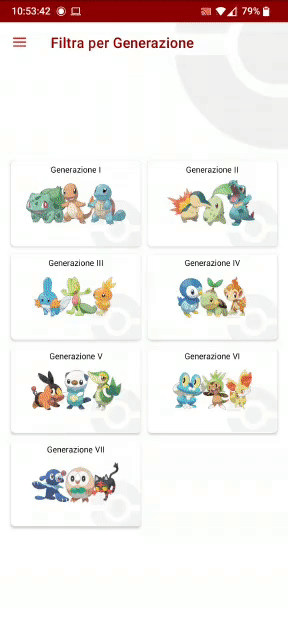 10:53:42 79%
Filtra per Generazione
Generazione I Generazione II
Generazione III Generazione IV
Generazione V Generazione VI
Generazione VII